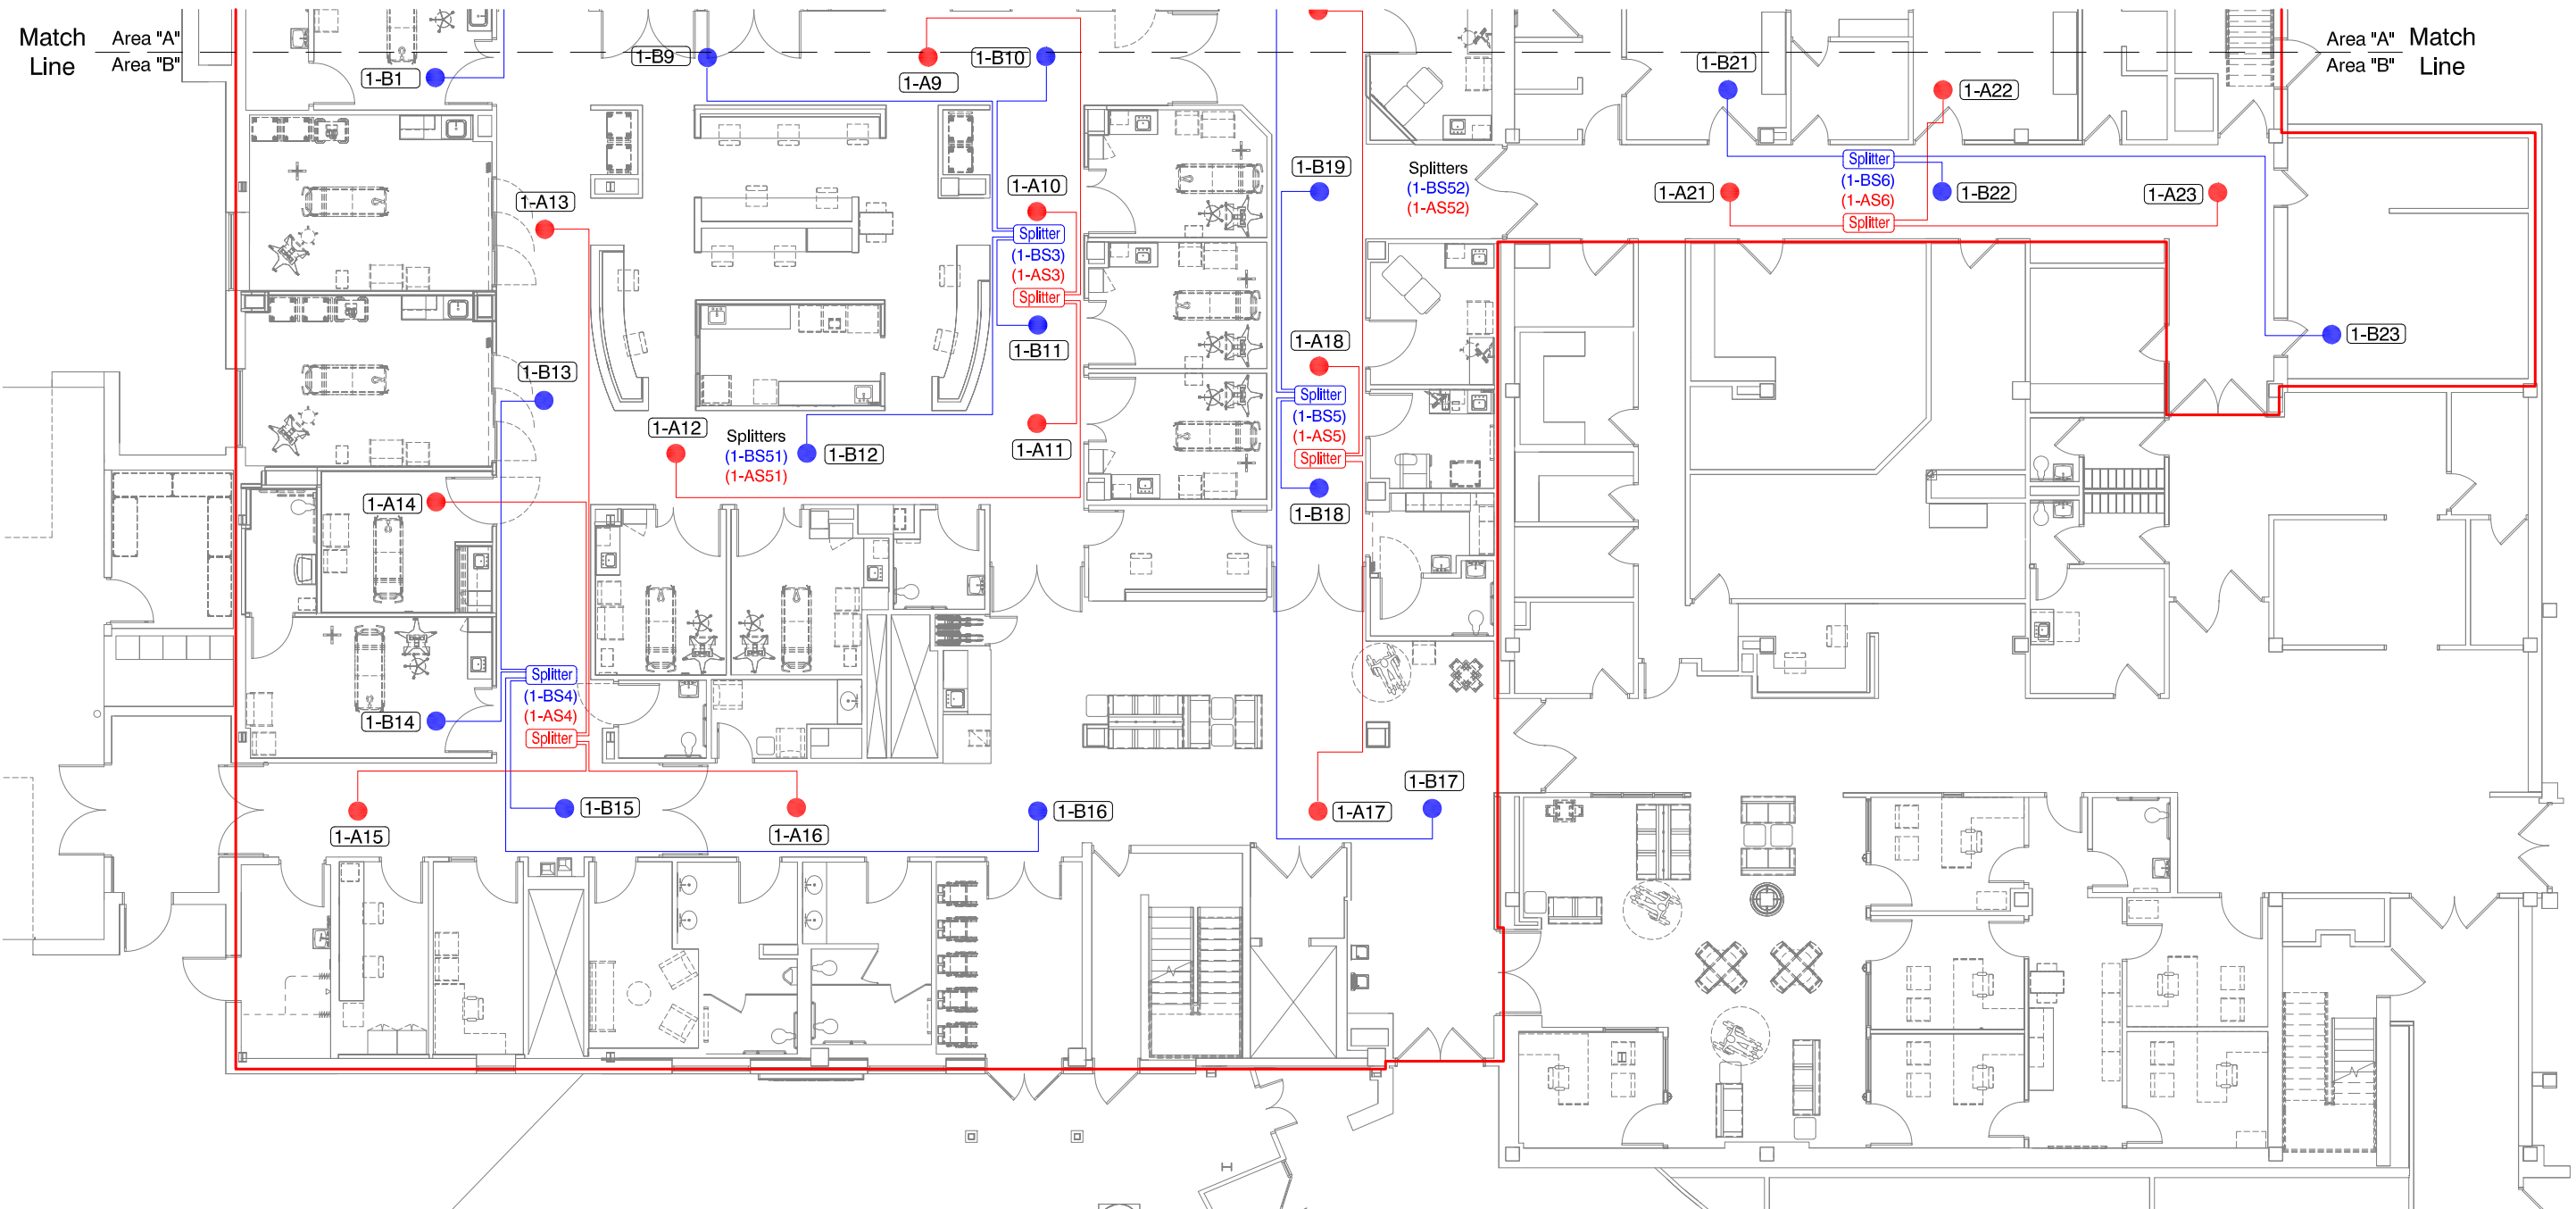 Match
Line
Area "A"
Area "B"
1-B1
1-B9
1-A9
1-B10
1-B21
1-A22
Area "A"
Area "B"
Match
Line
1-A13
1-A10
1-B19
Splitters
(1-BS52)
(1-AS52)
1-A21
Splitter
(1-BS6)
(1-AS6)
Splitter
1-B22
1-A23
Splitter
(1-BS3)
(1-AS3)
Splitter
1-B11
1-A18
1-B23
1-B13
Splitter
(1-BS5)
(1-AS5)
Splitter
1-A12
Splitters
(1-BS51)
(1-AS51)
1-B12
1-A11
1-A14
1-B18
Splitter
(1-BS4)
(1-AS4)
Splitter
1-B14
1-B17
1-A15
1-B15
1-A16
1-B16
1-A17